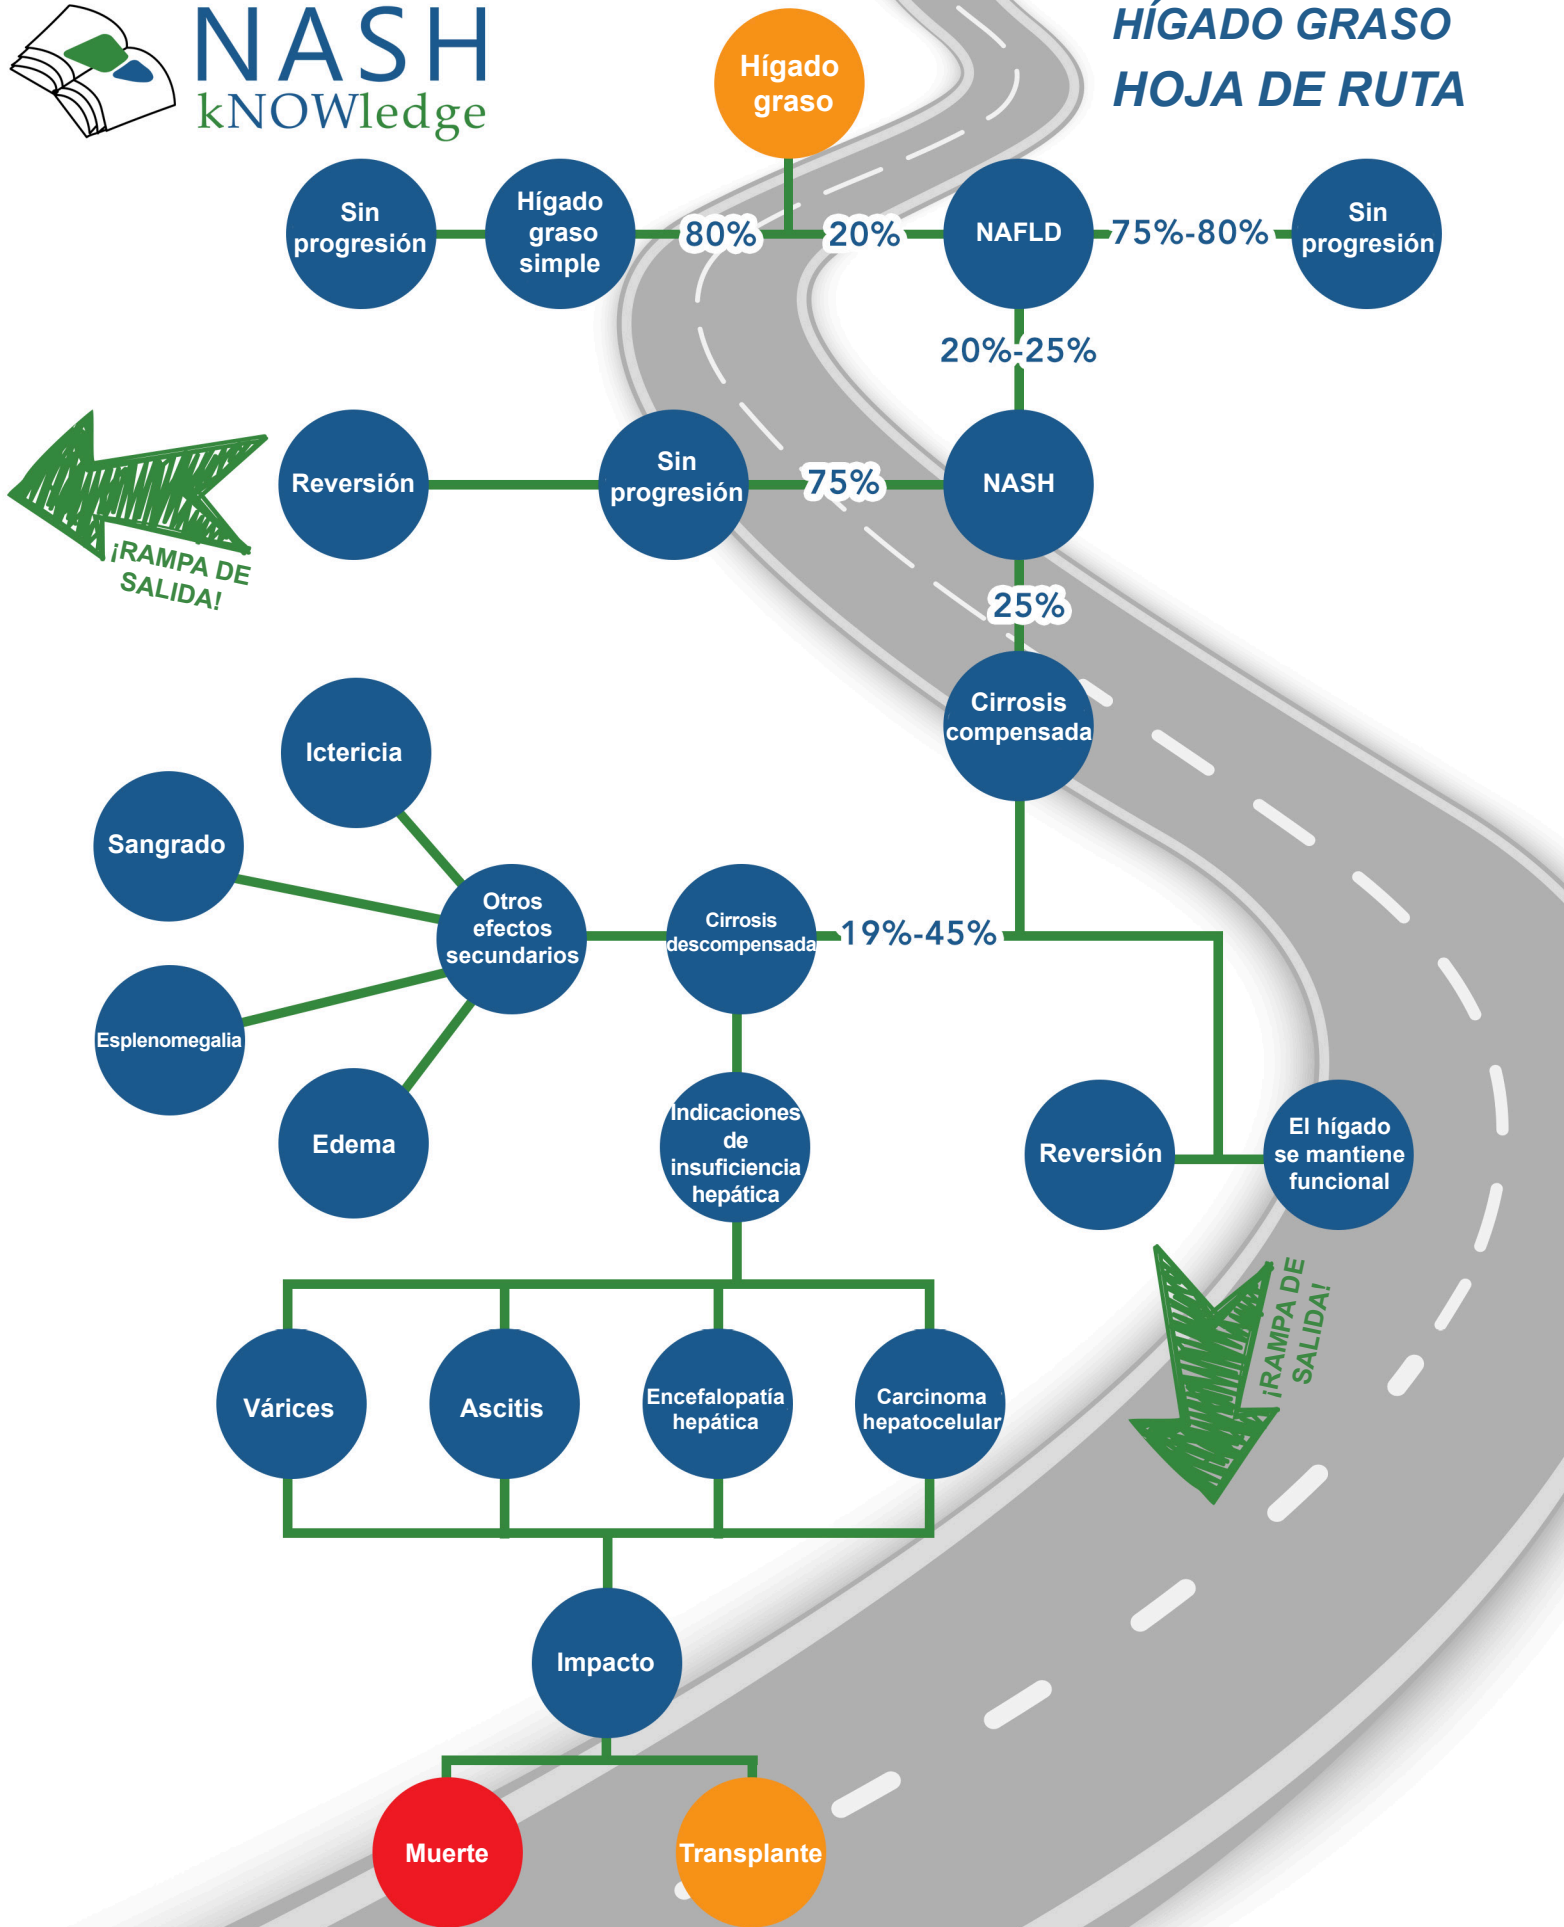 NASH
kNOWledge
HÍGADO GRASO
HOJA DE RUTA
Hígado
graso
Sin
progresión
Hígado
graso
simple
80%
20%
NAFLD
75%-80%
Sin
progresión
20%-25%
Reversión
Sin
progresión
75%
NASH
¡RAMPA DE
SALIDA!
25%
Cirrosis
compensada
Ictericia
Sangrado
Otros
efectos
secundarios
Cirrosis
descompensada
19%-45%
Esplenomegalia
Edema
Indicaciones
de
insuficiencia
hepática
Reversión
El hígado
se mantiene
funcional
¡RAMPA DE
SALIDA!
Várices
Ascitis
Encefalopatía
hepática
Carcinoma
hepatocelular
Impacto
Muerte
Transplante